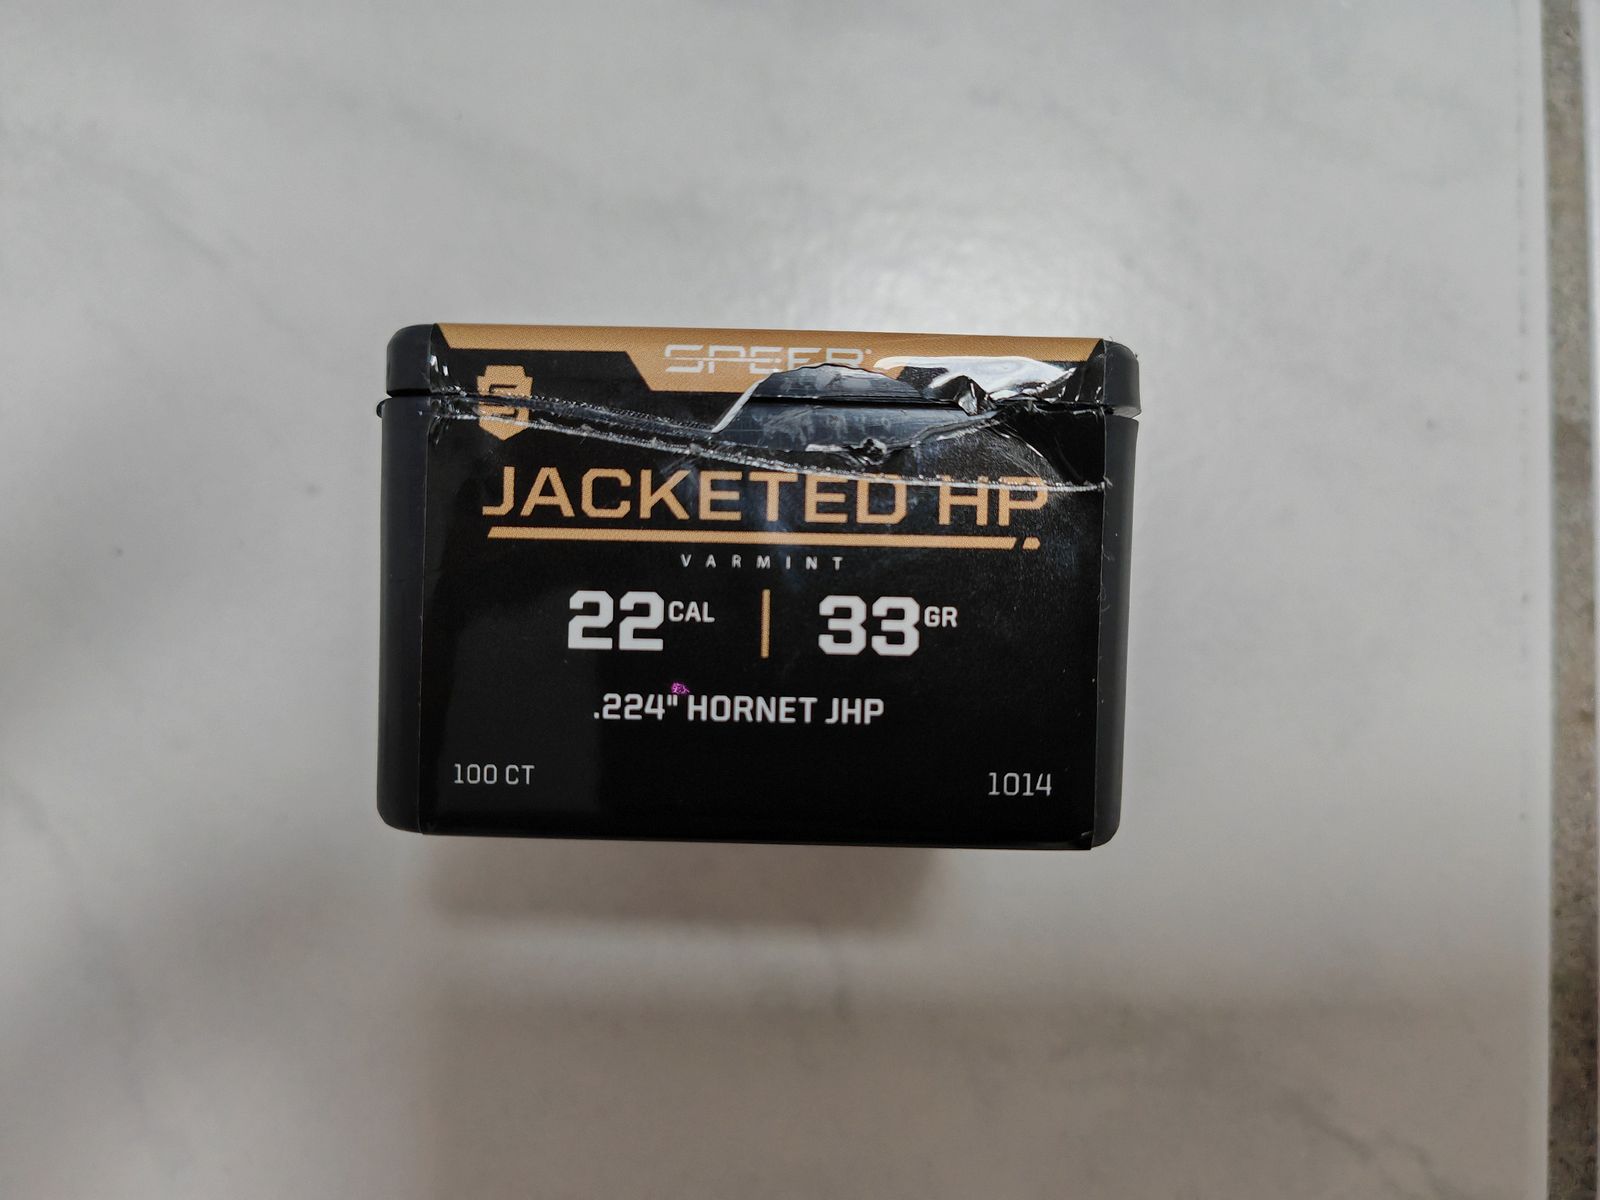 SPEER
S
JACKETED HP
VARMINT
22 CAL | 33 GR
.224" HORNET JHP
100 CT 1014